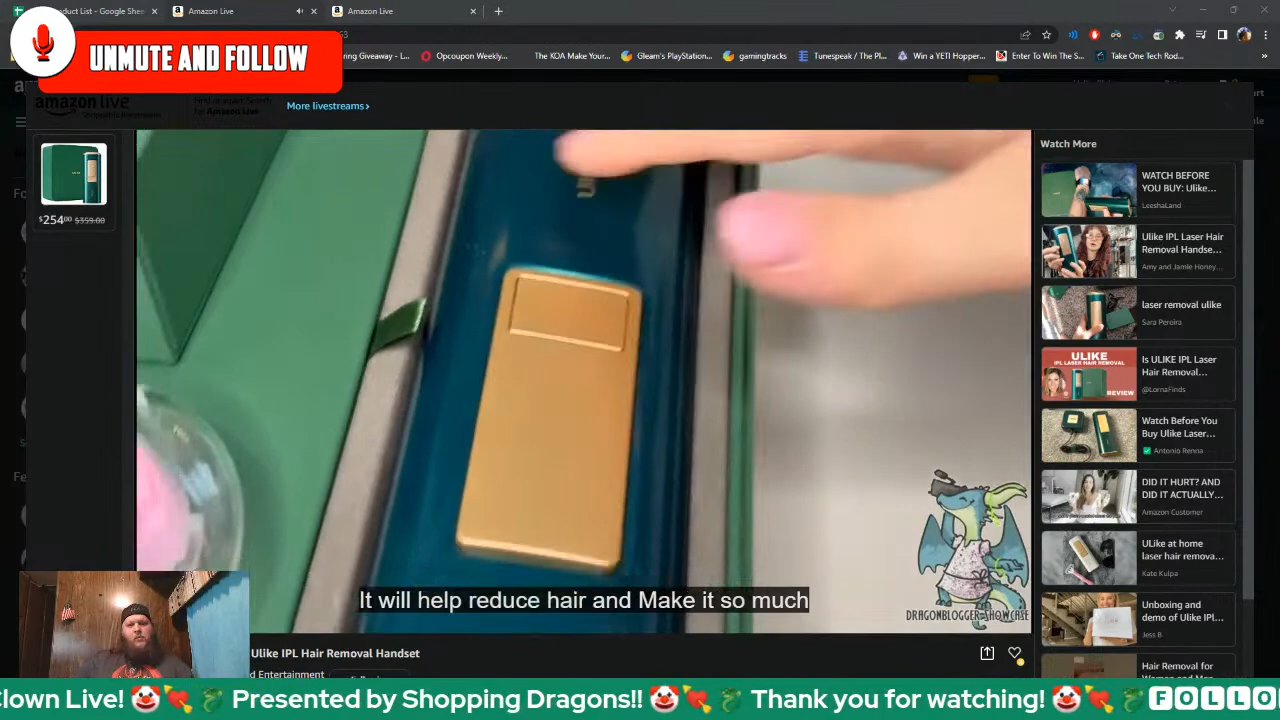 duct List - Google Shee
Amazon Live
Amazon Live
UNMUTE AND FOLLOW
ring Giveaway - L...
Opcoupon Weekly...
The KOA Make Your...
Gleam's PlayStation...
gamingtracks
Tunespeak / The Pl...
Win a YETI Hopper...
Enter To Win the S...
Take One Tech Rod...
amazon live
More livestreams ›
$254.00 $359.00
Watch More
WATCH BEFORE
YOU BUY: Ulike...
LeeshaLand
Ulike IPL Laser Hair
Removal Handse...
Amy and Jamie Honey...
laser removal ulike
Sara Pereira
ULIKE
IPL LASER HAIR REMOVAL
REVIEW
Is ULIKE IPL Laser
Hair Removal...
@LornaFinds
Watch Before You
Buy Ulike Laser...
Antonio Renna
DID IT HURT? AND
DID IT ACTUALLY...
Amazon Customer
ULike at home
laser hair remova...
Kate Kulpa
Unboxing and
demo of Ulike IPL...
Jess B
Hair Removal for
It will help reduce hair and Make it so much
DRAGONBLOGGER SHOWCASE
Ulike IPL Hair Removal Handset
d Entertainment
Clown Live! 🤡💘🐉 Presented by Shopping Dragons!! 🤡💘🐉 Thank you for watching! 🤡💘🐉 FOLLO